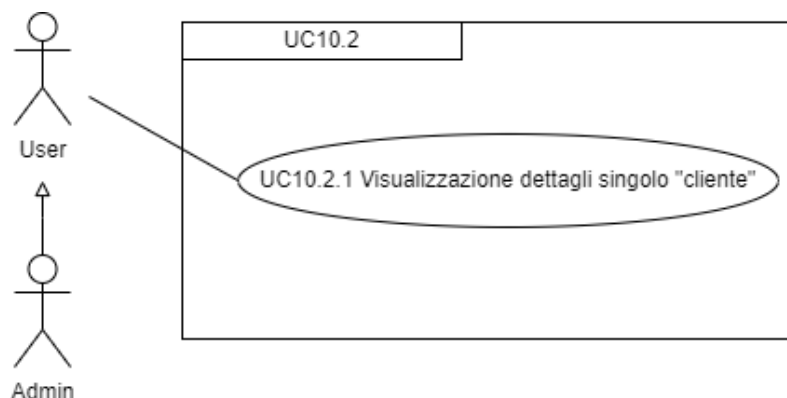 UC10.2
User
UC10.2.1 Visualizzazione dettagli singolo "cliente"
Admin